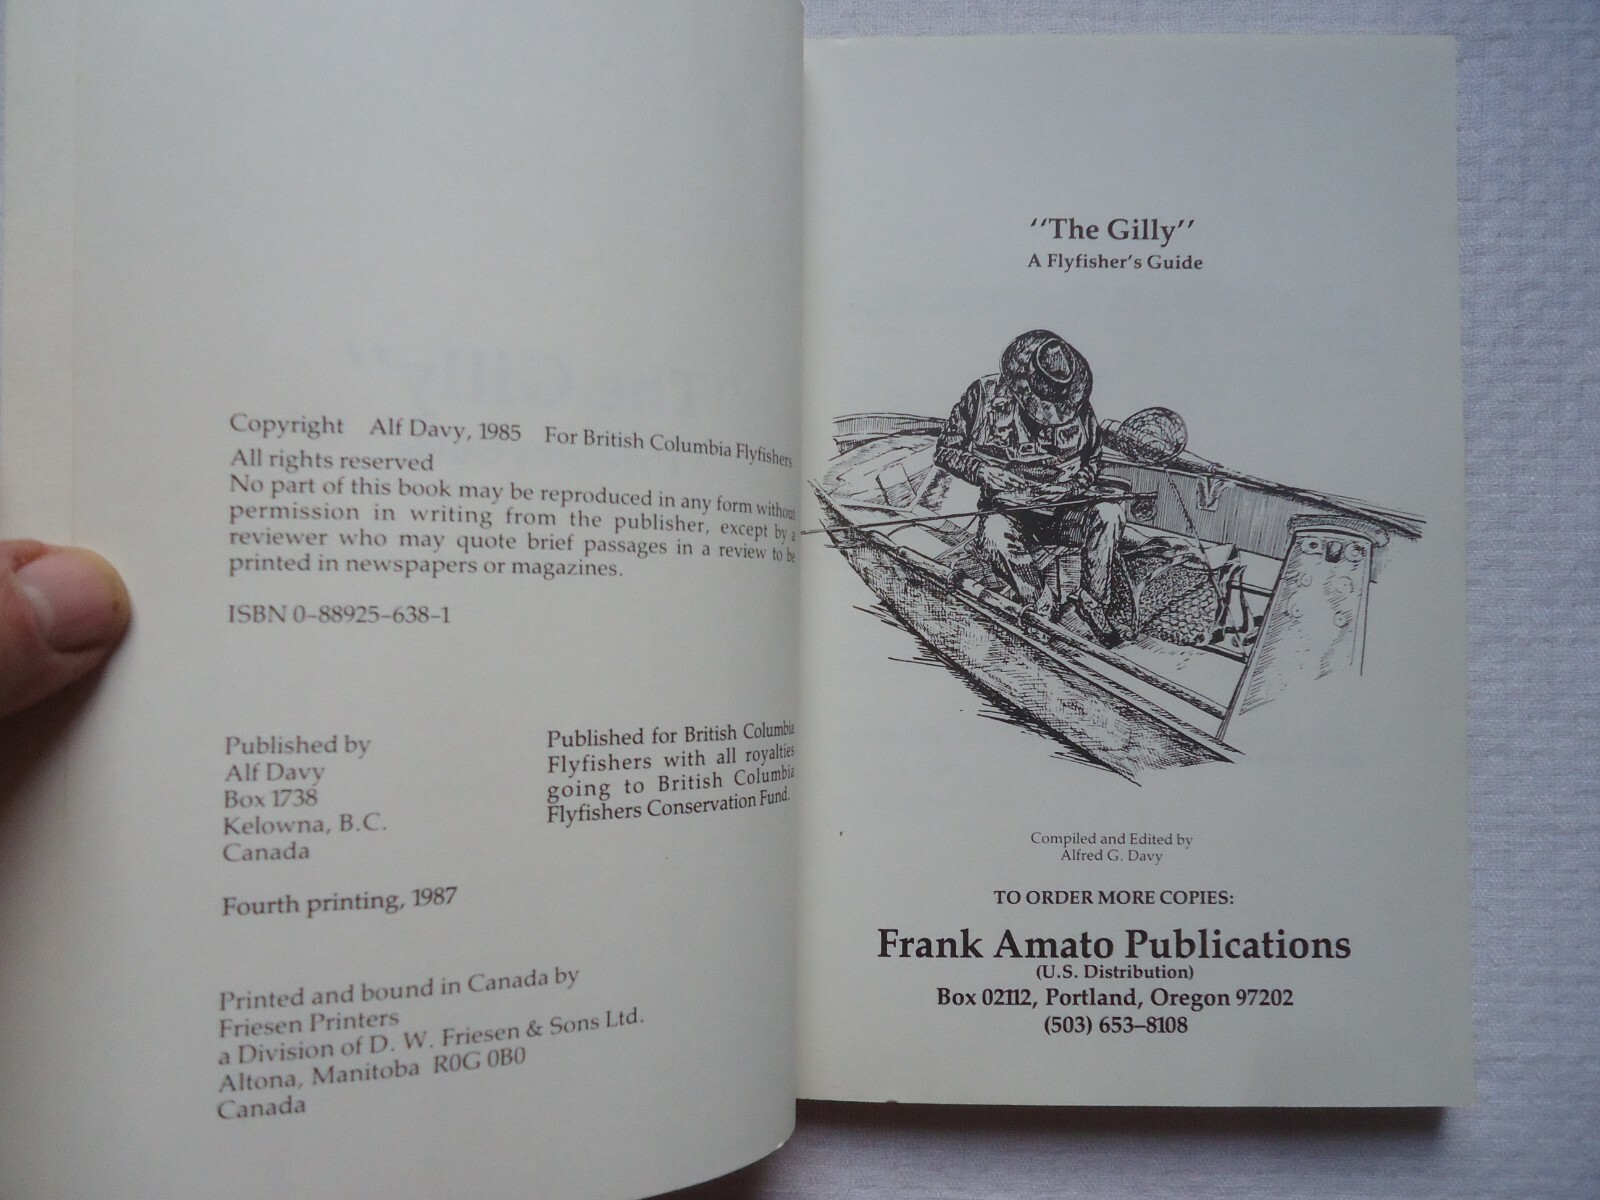 Copyright Alf Davy, 1985 For British Columbia Flyfishers
All rights reserved
No part of this book may be reproduced in any form without
permission in writing from the publisher, except by a
reviewer who may quote brief passages in a review to be
printed in newspapers or magazines.
ISBN 0-88925-638-1
Published by
Alf Davy
Box 1738
Kelowna, B.C.
Canada
Published for British Columbia
Flyfishers with all royalties
going to British Columbia
Flyfishers Conservation Fund.
Fourth printing, 1987
Printed and bound in Canada by
Friesen Printers
a Division of D. W. Friesen & Sons Ltd.
Altona, Manitoba R0G 0B0
Canada
"The Gilly"
A Flyfisher's Guide
Compiled and Edited by
Alfred G. Davy
TO ORDER MORE COPIES:
Frank Amato Publications
(U.S. Distribution)
Box 02112, Portland, Oregon 97202
(503) 653-8108